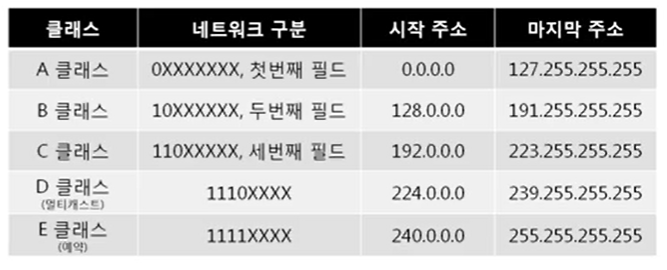 클래스 네트워크 구분 시작 주소 마지막 주소
A 클래스 0XXXXXXX, 첫번째 필드 0.0.0.0 127.255.255.255
B 클래스 10XXXXXX, 두번째 필드 128.0.0.0 191.255.255.255
C 클래스 110XXXXX, 세번째 필드 192.0.0.0 223.255.255.255
D 클래스 1110XXXX 224.0.0.0 239.255.255.255
(멀티캐스트)
E 클래스 1111XXXX 240.0.0.0 255.255.255.255
(예약)